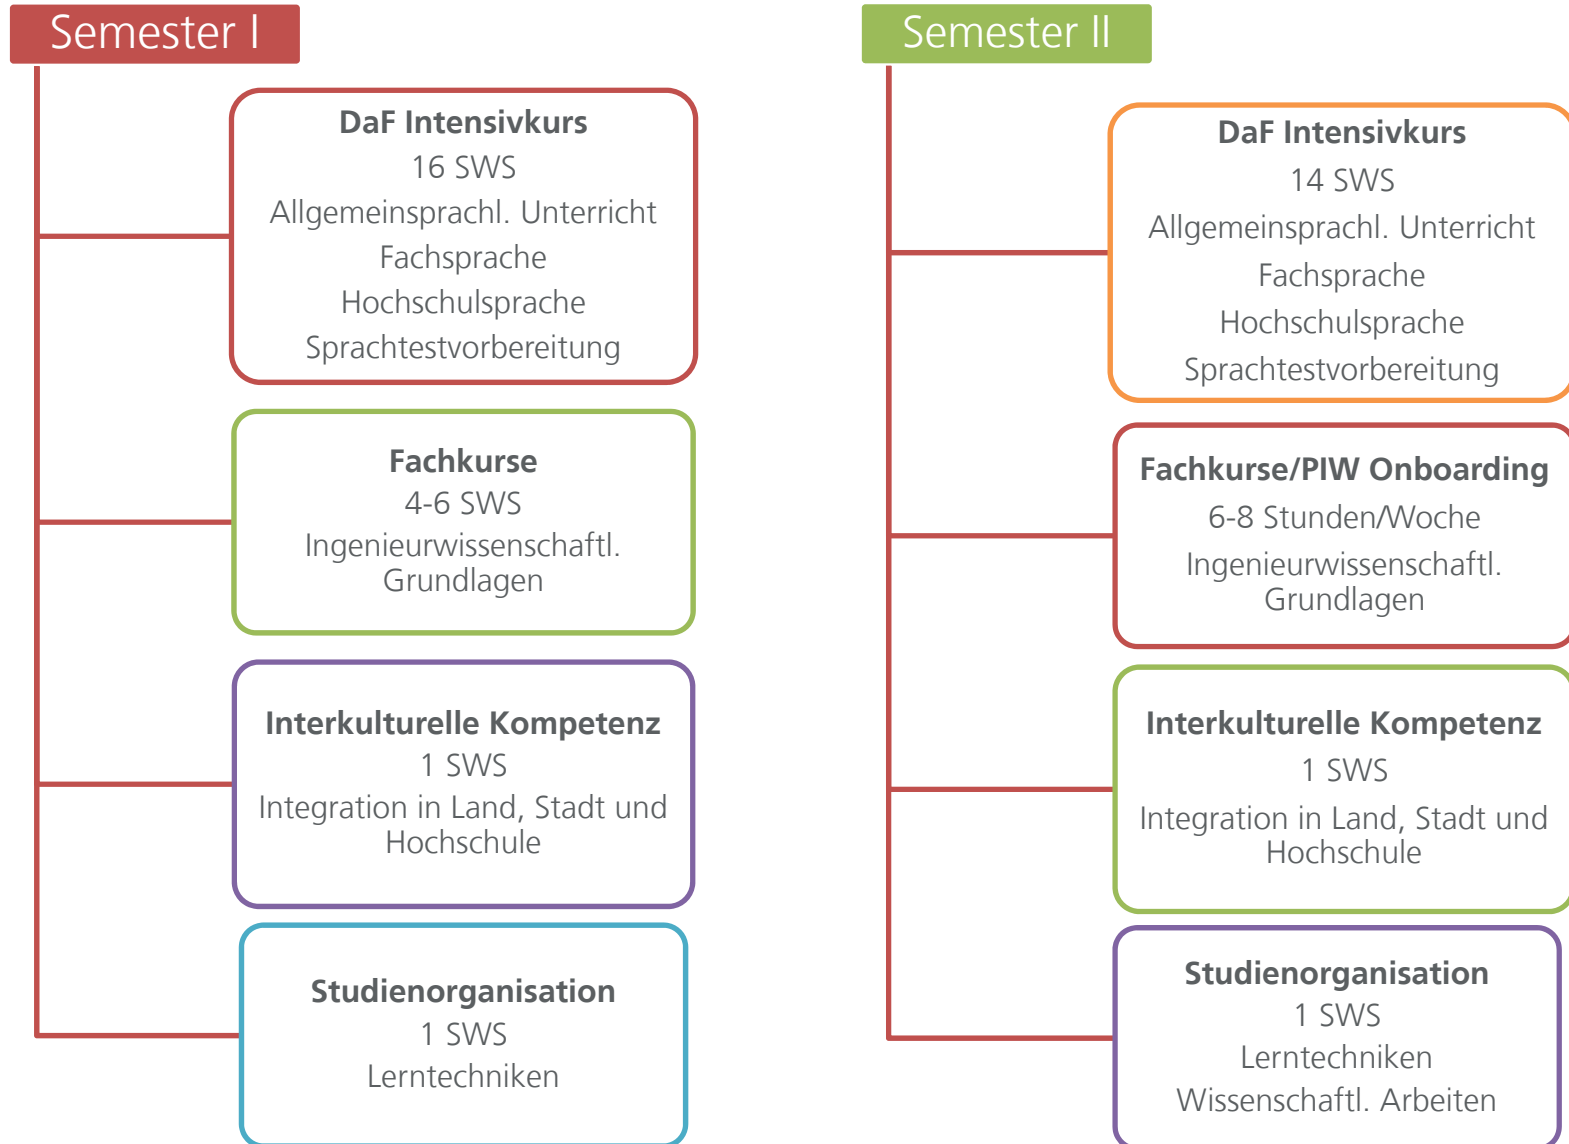 Semester I
DaF Intensivkurs
16 SWS
Allgemeinsprachl. Unterricht
Fachsprache
Hochschulsprache
Sprachtestvorbereitung
Fachkurse
4-6 SWS
Ingenieurwissenschaftl.
Grundlagen
Interkulturelle Kompetenz
1 SWS
Integration in Land, Stadt und
Hochschule
Studienorganisation
1 SWS
Lerntechniken
Semester II
DaF Intensivkurs
14 SWS
Allgemeinsprachl. Unterricht
Fachsprache
Hochschulsprache
Sprachtestvorbereitung
Fachkurse/PIW Onboarding
6-8 Stunden/Woche
Ingenieurwissenschaftl.
Grundlagen
Interkulturelle Kompetenz
1 SWS
Integration in Land, Stadt und
Hochschule
Studienorganisation
1 SWS
Lerntechniken
Wissenschaftl. Arbeiten